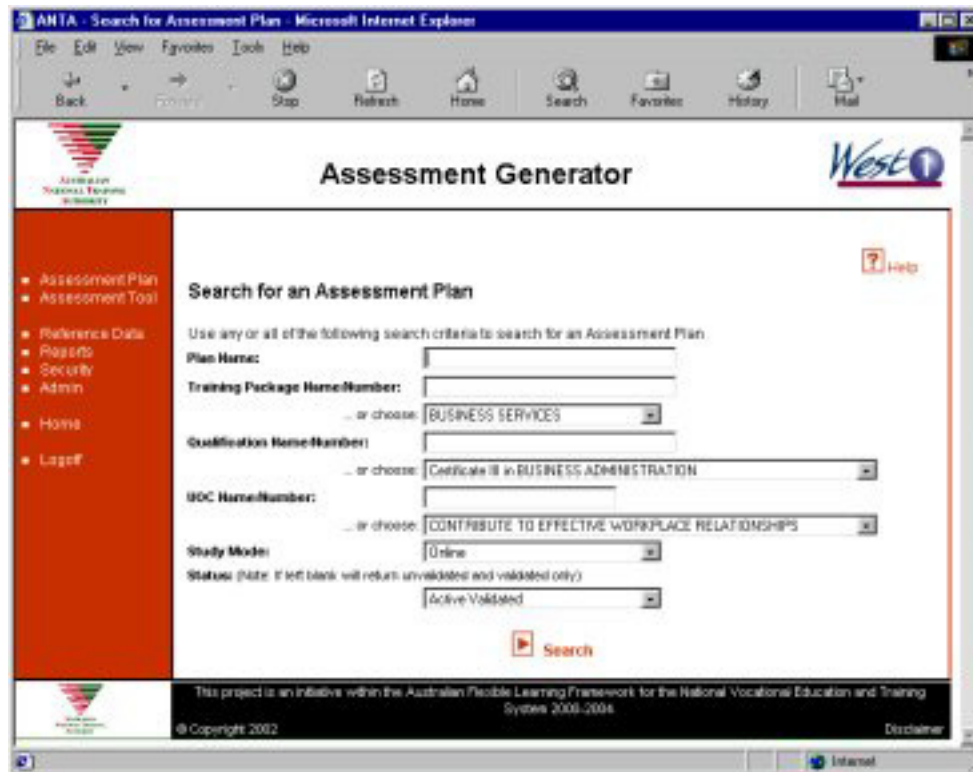 ANTA - Search for Assessment Plan - Microsoft Internet Explorer
File Edit View Favorites Tools Help
Back Forward Stop Refresh Home Search Favorites History Mail
AUSTRALIAN
NATIONAL TRAINING
AUTHORITY
Assessment Generator
West 1
? Help
Assessment Plan
Assessment Tool
Reference Data
Reports
Security
Admin
Home
Logoff
Search for an Assessment Plan
Use any or all of the following search criteria to search for an Assessment Plan
Plan Name:
Training Package Name/Number:
... or choose: BUSINESS SERVICES
Qualification Name/Number:
... or choose: Certificate III in BUSINESS ADMINISTRATION
UOC Name/Number:
... or choose: CONTRIBUTE TO EFFECTIVE WORKPLACE RELATIONSHIPS
Study Mode: Online
Status: (Note: If left blank will return unvalidated and validated only)
Active Validated
Search
This project is an initiative within the Australian Flexible Learning Framework for the National Vocational Education and Training
System 2000-2004.
© Copyright 2002 Disclaimer
Internet